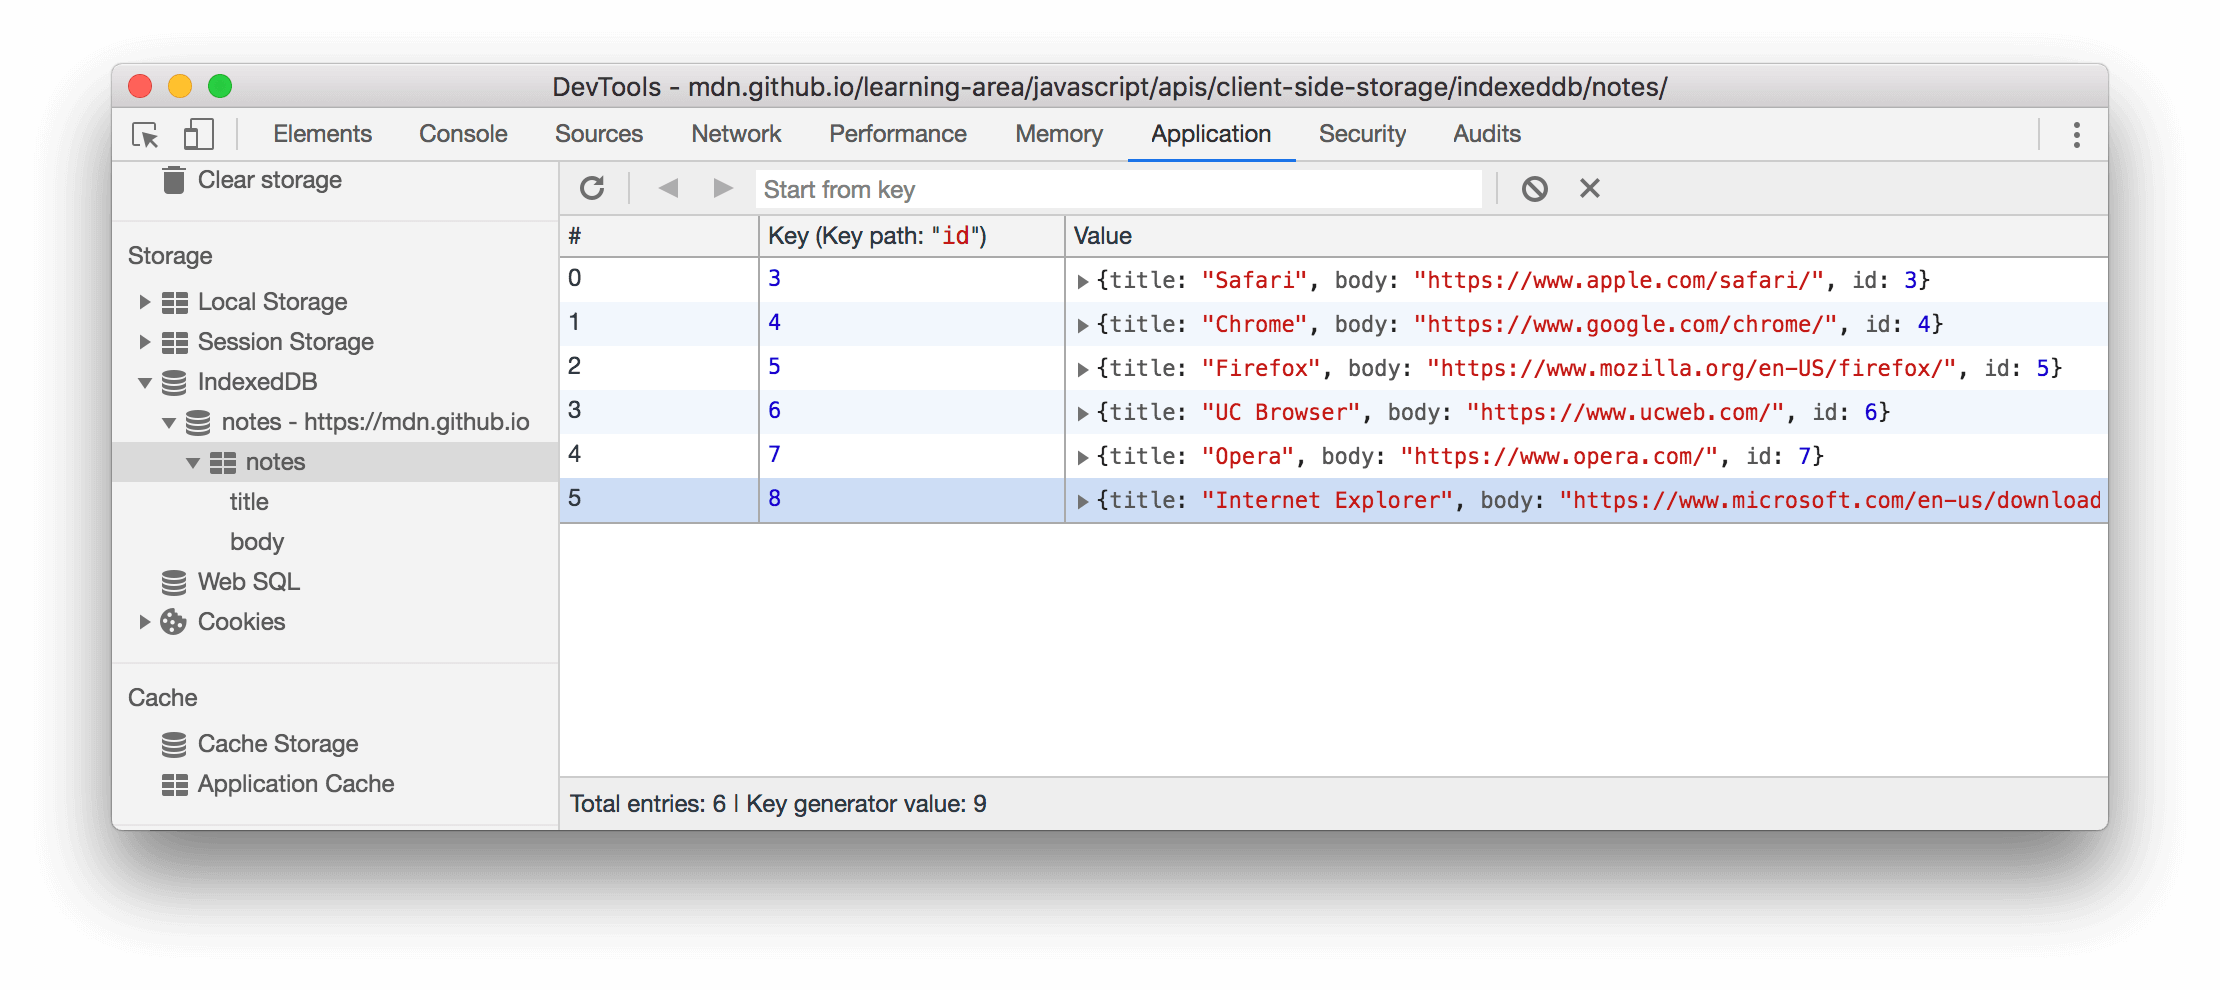 DevTools - mdn.github.io/learning-area/javascript/apis/client-side-storage/indexeddb/notes/
Elements Console Sources Network Performance Memory Application Security Audits
Clear storage
Storage
Local Storage
Session Storage
IndexedDB
notes - https://mdn.github.io
notes
title
body
Web SQL
Cookies
Cache
Cache Storage
Application Cache
Start from key
# Key (Key path: "id") Value
0 3 {title: "Safari", body: "https://www.apple.com/safari/", id: 3}
1 4 {title: "Chrome", body: "https://www.google.com/chrome/", id: 4}
2 5 {title: "Firefox", body: "https://www.mozilla.org/en-US/firefox/", id: 5}
3 6 {title: "UC Browser", body: "https://www.ucweb.com/", id: 6}
4 7 {title: "Opera", body: "https://www.opera.com/", id: 7}
5 8 {title: "Internet Explorer", body: "https://www.microsoft.com/en-us/download
Total entries: 6 | Key generator value: 9